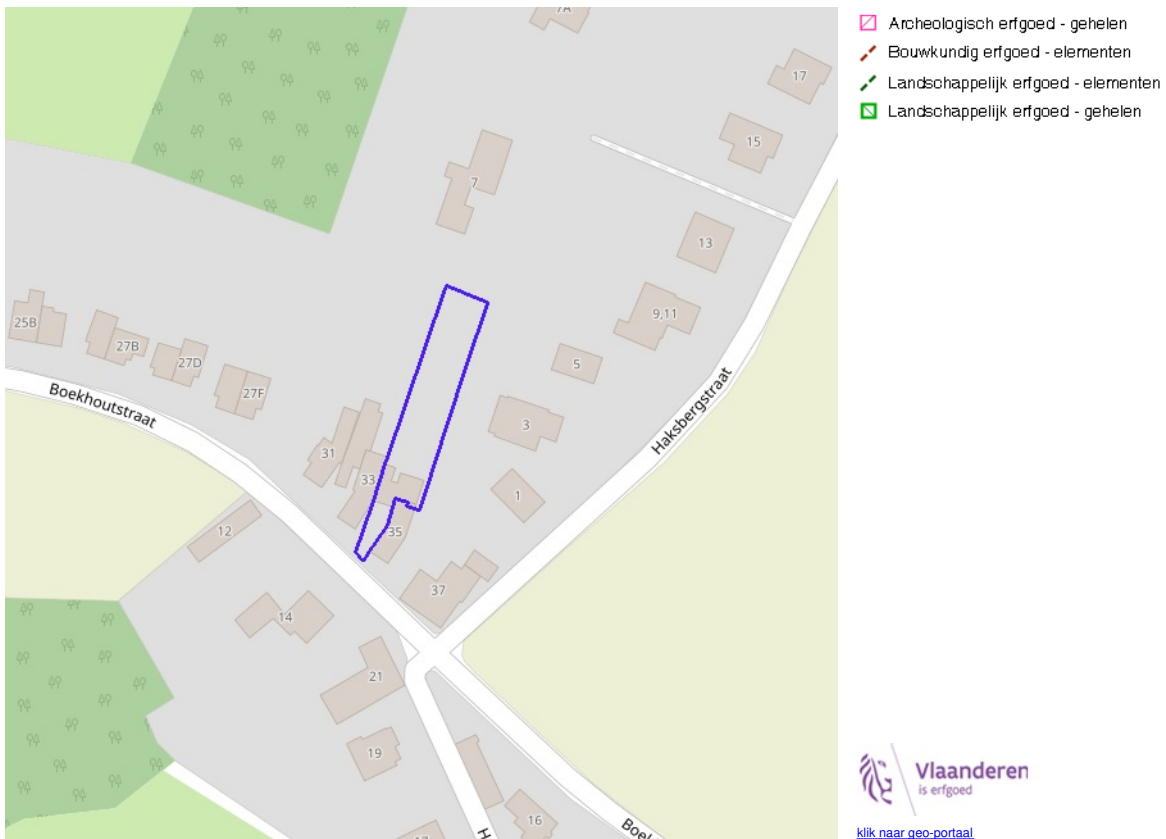 7A
Archeologisch erfgoed - gehelen
Bouwkundig erfgoed - elementen
Landschappelijk erfgoed - elementen
Landschappelijk erfgoed - gehelen
17
15
7
13
9,11
25B
27B
27D
27F
5
Boekhoutstraat
Haksbergstraat
3
31
33
1
35
12
37
14
21
19
16
17
H
Boek
Vlaanderen
is erfgoed
klik naar geo-portaal